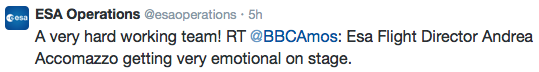 esa
ESA Operations @esaoperations · 5h
A very hard working team! RT @BBCAmos: Esa Flight Director Andrea
Accomazzo getting very emotional on stage.